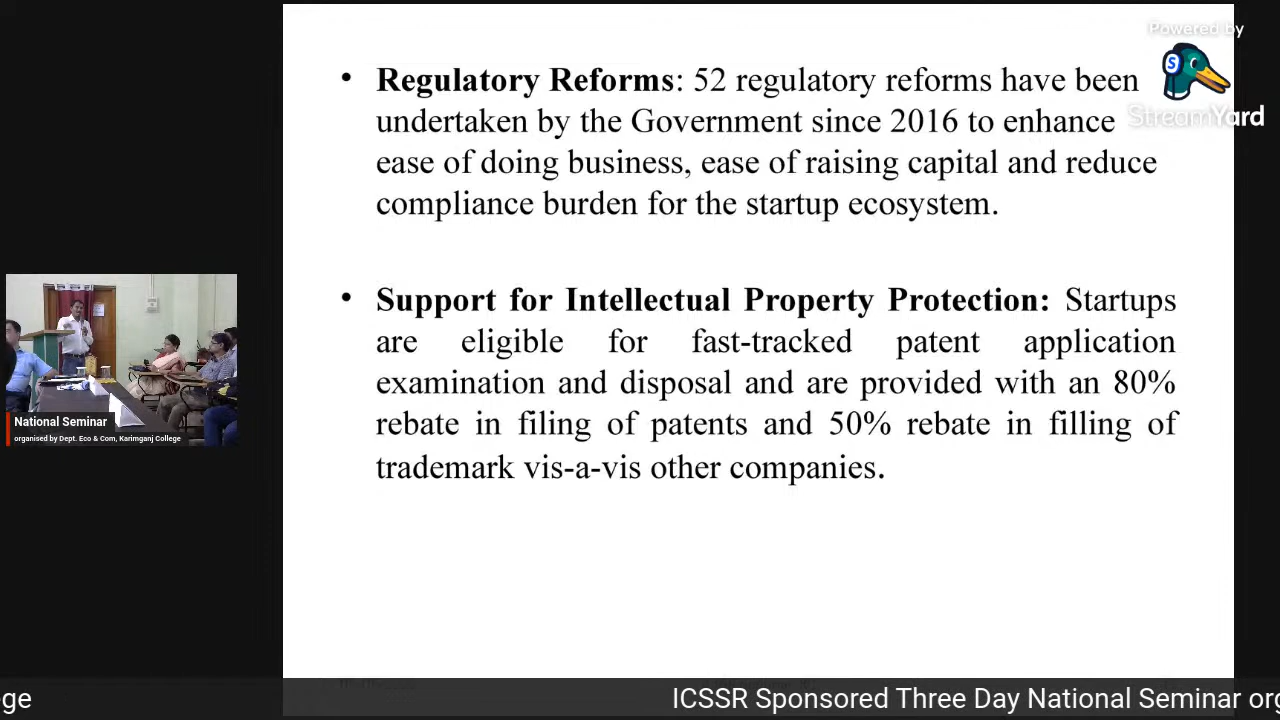 Powered by
StreamYard
• Regulatory Reforms: 52 regulatory reforms have been
undertaken by the Government since 2016 to enhance
ease of doing business, ease of raising capital and reduce
compliance burden for the startup ecosystem.
• Support for Intellectual Property Protection: Startups
are eligible for fast-tracked patent application
examination and disposal and are provided with an 80%
rebate in filing of patents and 50% rebate in filling of
trademark vis-a-vis other companies.
National Seminar
organised by Dept. Eco & Com, Karimganj College
ge
ICSSR Sponsored Three Day National Seminar org